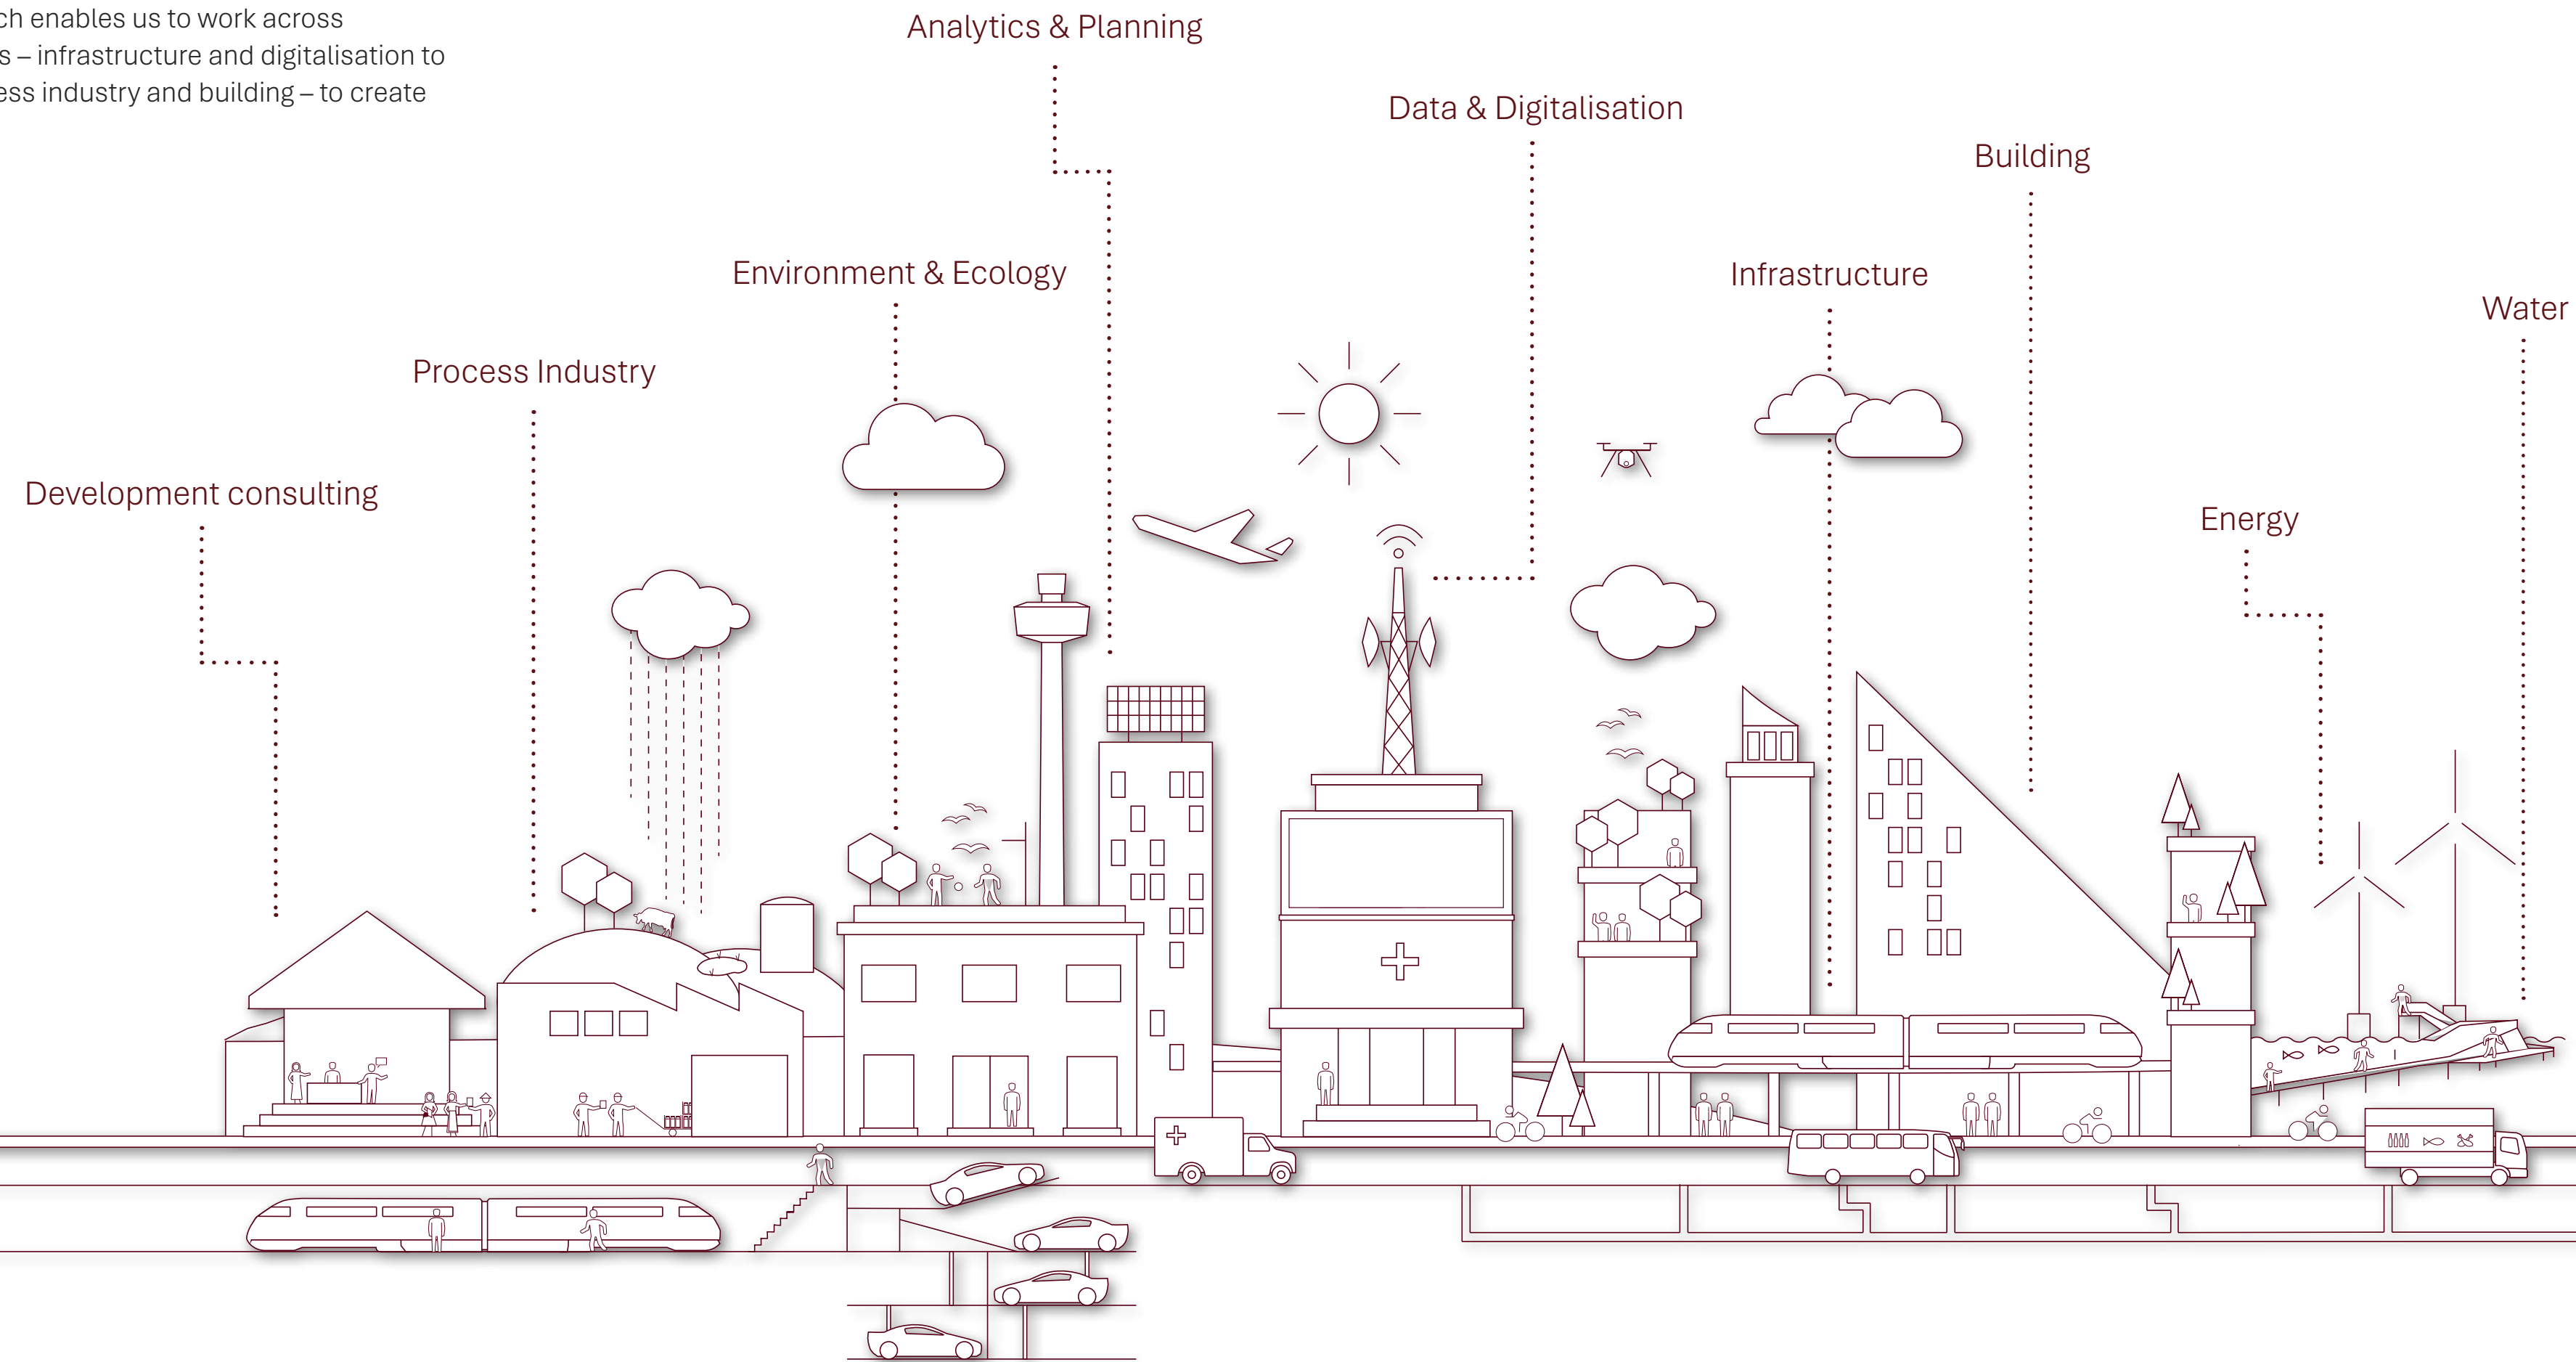 ch enables us to work across
s – infrastructure and digitalisation to
ess industry and building – to create
Analytics & Planning
Data & Digitalisation
Building
Environment & Ecology
Infrastructure
Water
Process Industry
Development consulting
Energy